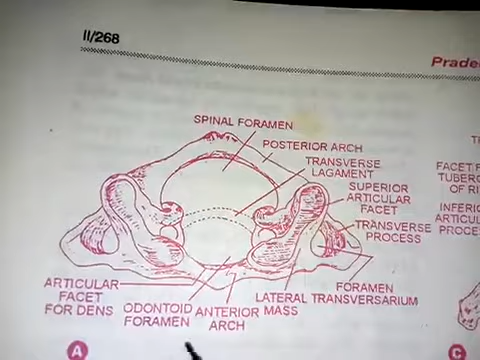 II/268
Prade
SPINAL FORAMEN
POSTERIOR ARCH
TRANSVERSE
LAGAMENT
SUPERIOR
ARTICULAR
FACET
TRANSVERSE
PROCESS
FORAMEN
TRANSVERSARIUM
LATERAL
MASS
ANTERIOR
ARCH
ODONTOID
FORAMEN
ARTICULAR
FACET
FOR DENS
A
FACET F
TUBERC
OF RI
INFERIO
ARTICUL
PROCES
C